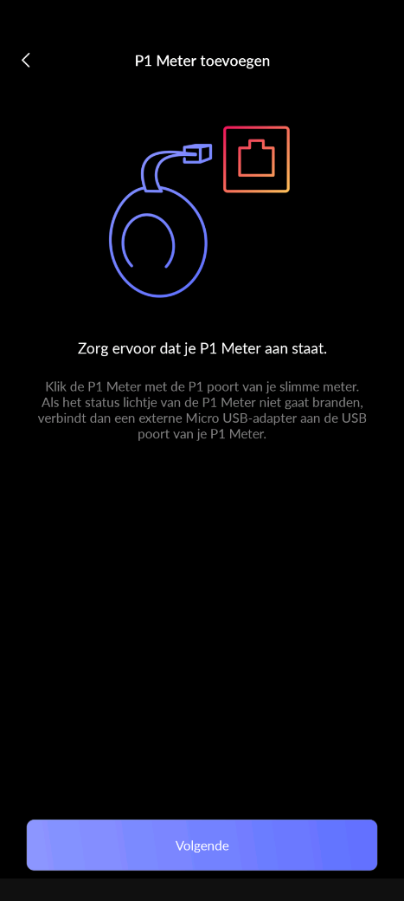 P1 Meter toevoegen
Zorg ervoor dat je P1 Meter aan staat.
Klik de P1 Meter met de P1 poort van je slimme meter.
Als het status lichtje van de P1 Meter niet gaat branden,
verbindt dan een externe Micro USB-adapter aan de USB
poort van je P1 Meter.
Volgende